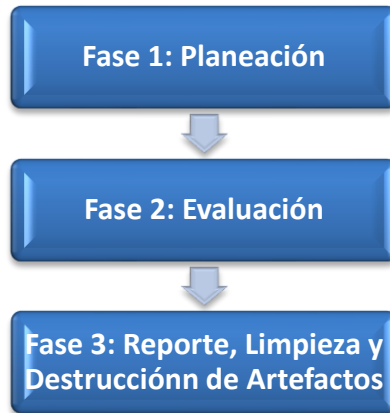 Fase 1: Planeación
Fase 2: Evaluación
Fase 3: Reporte, Limpieza y
Destrucciónn de Artefactos